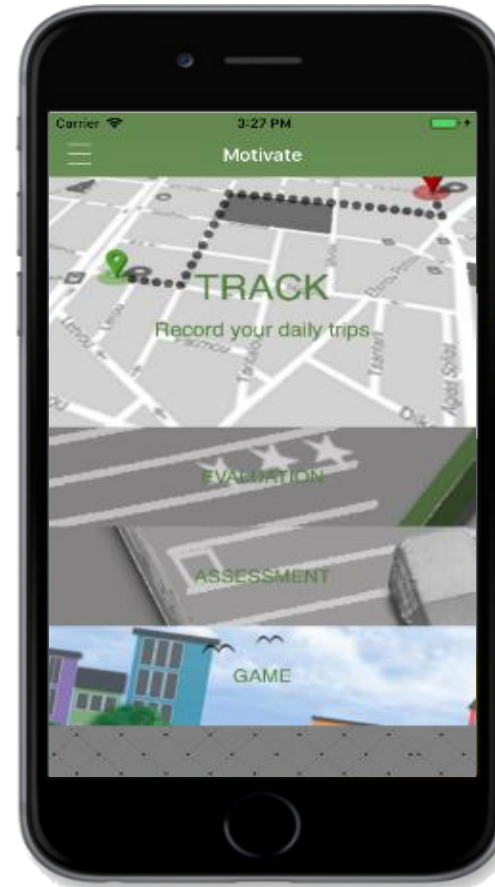 Carrier 3:27 PM
Motivate
TRACK
Record your daily trips
EVALUATION
ASSESSMENT
GAME